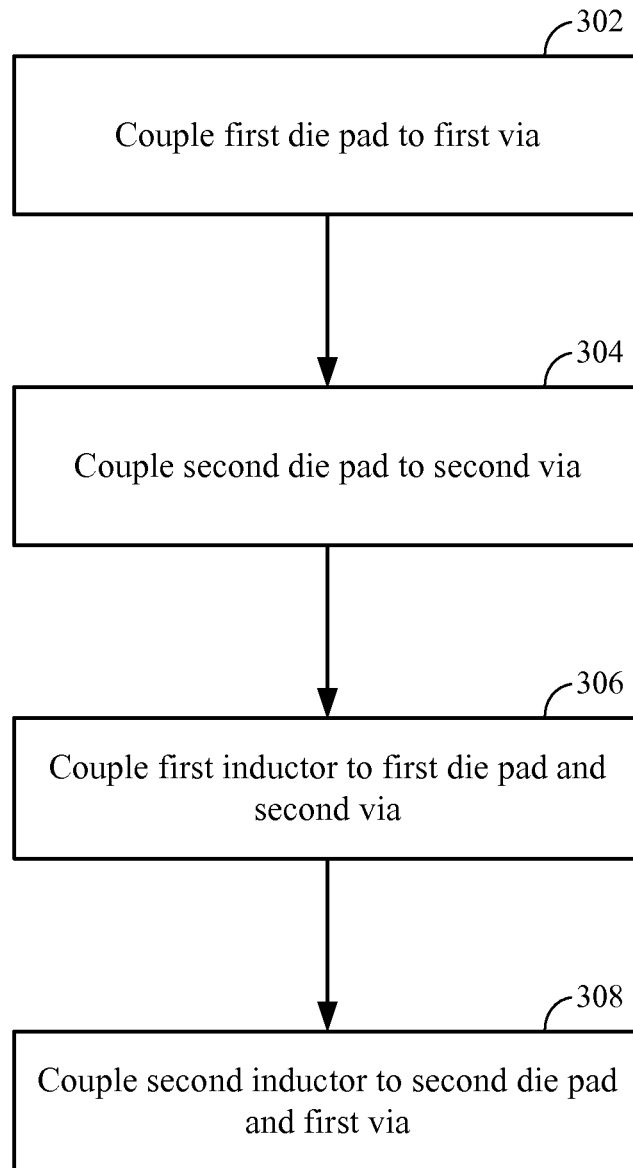 302
Couple first die pad to first via
304
Couple second die pad to second via
306
Couple first inductor to first die pad and
second via
308
Couple second inductor to second die pad
and first via